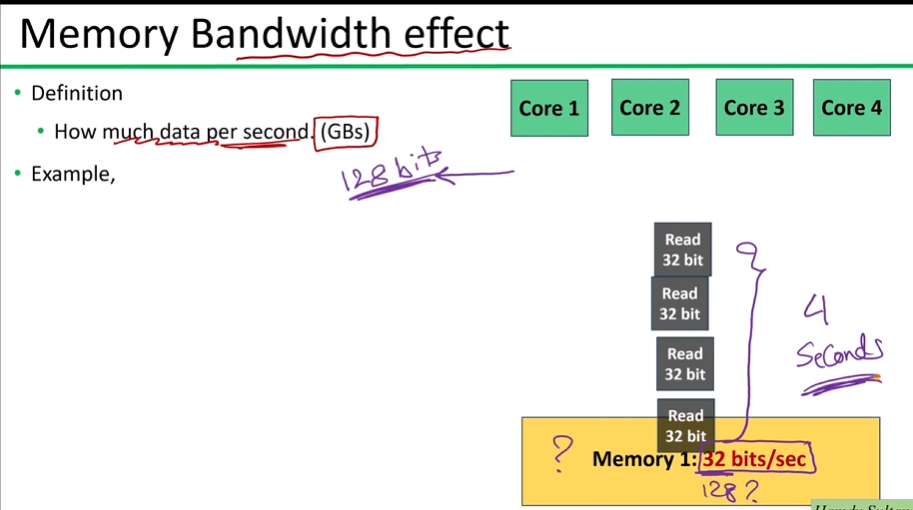 Memory Bandwidth effect
• Definition
• How much data per second. (GBs)
• Example,
128 bits
Core 1
Core 2
Core 3
Core 4
Read
32 bit
Read
32 bit
Read
32 bit
Read
32 bit
4
Seconds
?
Memory 1: 32 bits/sec
128?